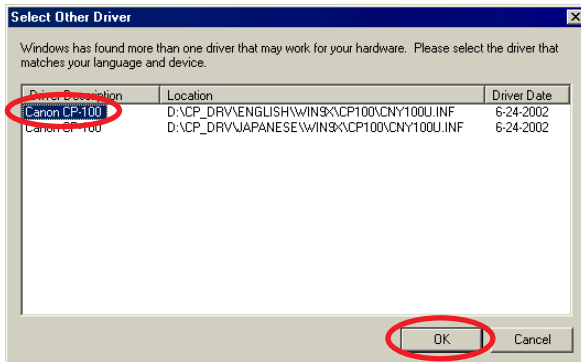 Select Other Driver
Windows has found more than one driver that may work for your hardware. Please select the driver that
matches your language and device.
Driver Description Location Driver Date
Canon CP-100 D:\CP_DRV\ENGLISH\WIN9X\CP100\CNY100U.INF 6-24-2002
Canon CP-100 D:\CP_DRV\JAPANESE\WIN9X\CP100\CNY100U.INF 6-24-2002
OK Cancel